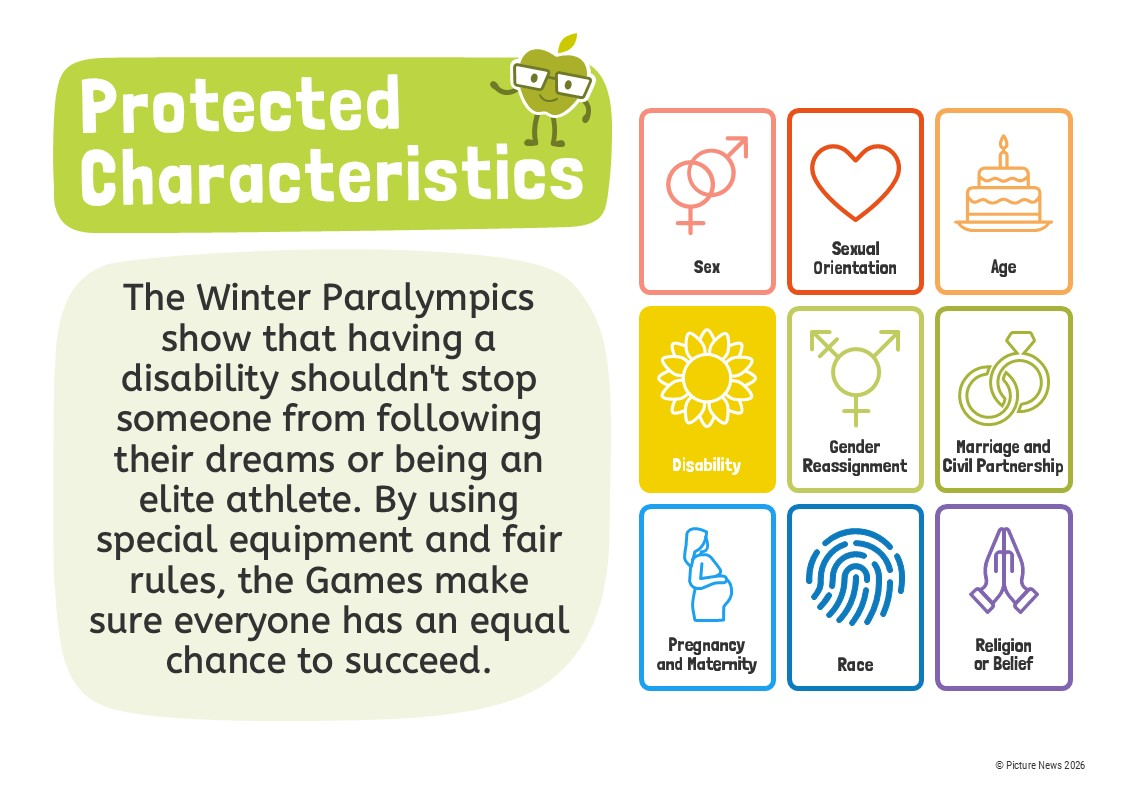 Protected
Characteristics
The Winter Paralympics
show that having a
disability shouldn't stop
someone from following
their dreams or being an
elite athlete. By using
special equipment and fair
rules, the Games make
sure everyone has an equal
chance to succeed.
Sex
Sexual
Orientation
Age
Disability
Gender
Reassignment
Marriage and
Civil Partnership
Pregnancy
and Maternity
Race
Religion
or Belief
© Picture News 2026